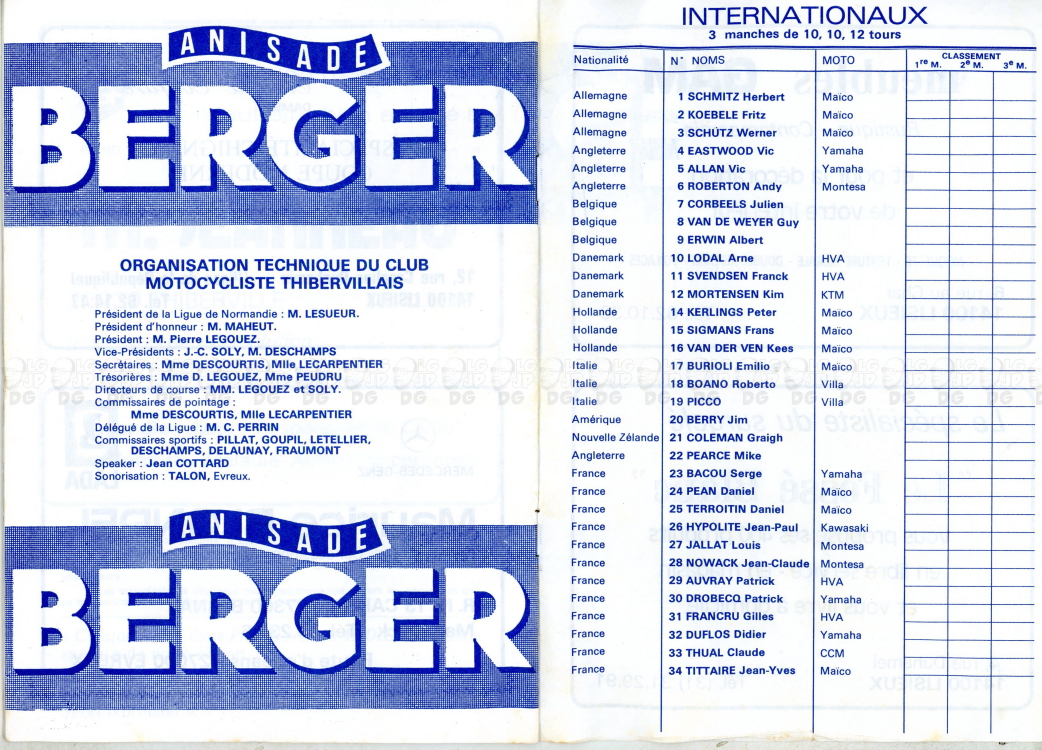 ANISADE
BERGER
ORGANISATION TECHNIQUE DU CLUB
MOTOCYCLISTE THIBERVILLAIS
Président de la Ligue de Normandie : M. LESUEUR.
Président d'honneur : M. MAHEUT.
Président : M. Pierre LEGOUEZ.
Vice-Présidents : J.-C. SOLY, M. DESCHAMPS
Secrétaires : Mme DESCOURTIS, Mlle LECARPENTIER
Trésorières : Mme D. LEGOUEZ, Mme PEUDRU
Directeurs de course : MM. LEGOUEZ et SOLY.
Commissaires de pointage :
Mme DESCOURTIS, Mlle LECARPENTIER
Délégué de la Ligue : M. C. PERRIN
Commissaires sportifs : PILLAT, GOUPIL, LETELLIER,
DESCHAMPS, DELAUNAY, FRAUMONT
Speaker : Jean COTTARD
Sonorisation : TALON, Evreux.
ANISADE
BERGER
INTERNATIONAUX
3 manches de 10, 10, 12 tours
Nationalité N° NOMS MOTO CLASSEMENT
1re M. 2e M. 3e M.
Allemagne 1 SCHMITZ Herbert Maïco
Allemagne 2 KOEBELE Fritz Maïco
Allemagne 3 SCHÜTZ Werner Maïco
Angleterre 4 EASTWOOD Vic Yamaha
Angleterre 5 ALLAN Vic Yamaha
Angleterre 6 ROBERTON Andy Montesa
Belgique 7 CORBEELS Julien
Belgique 8 VAN DE WEYER Guy
Belgique 9 ERWIN Albert
Danemark 10 LODAL Arne HVA
Danemark 11 SVENDSEN Franck HVA
Danemark 12 MORTENSEN Kim KTM
Hollande 14 KERLINGS Peter Maïco
Hollande 15 SIGMANS Frans Maïco
Hollande 16 VAN DER VEN Kees Maïco
Italie 17 BURIOLI Emilio Maïco
Italie 18 BOANO Roberto Villa
Italie 19 PICCO Villa
Amérique 20 BERRY Jim
Nouvelle Zélande 21 COLEMAN Graigh
Angleterre 22 PEARCE Mike
France 23 BACOU Serge Yamaha
France 24 PEAN Daniel Maïco
France 25 TERROITIN Daniel Maïco
France 26 HYPOLITE Jean-Paul Kawasaki
France 27 JALLAT Louis Montesa
France 28 NOWACK Jean-Claude Montesa
France 29 AUVRAY Patrick HVA
France 30 DROBECQ Patrick Yamaha
France 31 FRANCRU Gilles HVA
France 32 DUFLOS Didier Yamaha
France 33 THUAL Claude CCM
France 34 TITTAIRE Jean-Yves Maïco